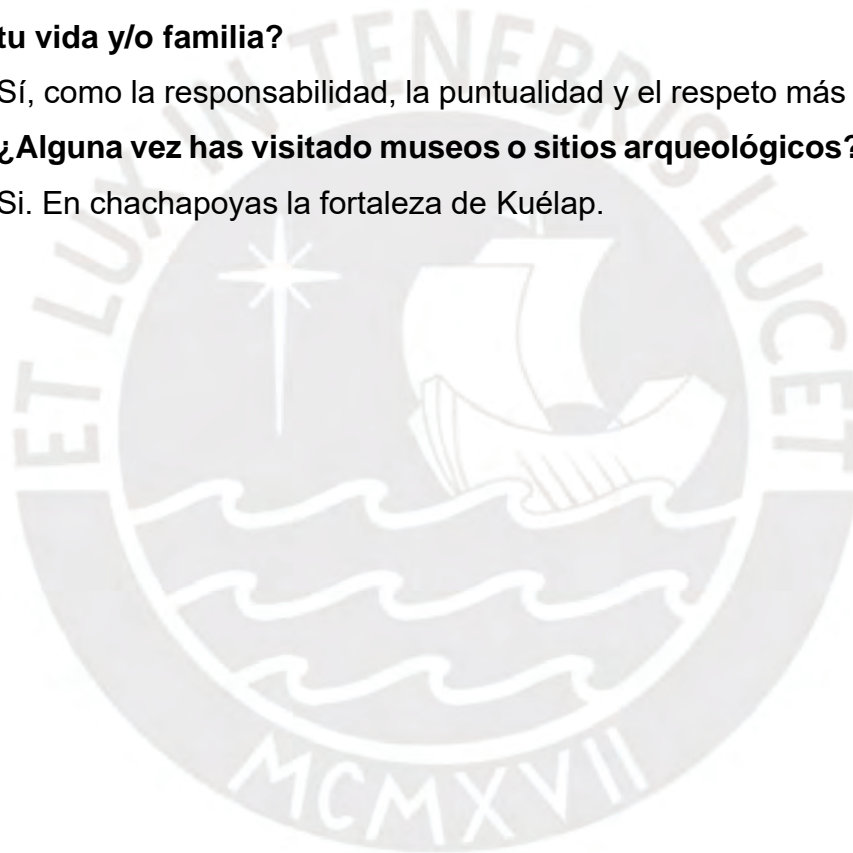 tu vida y/o familia?
Sí, como la responsabilidad, la puntualidad y el respeto más
¿Alguna vez has visitado museos o sitios arqueológicos?
Si. En chachapoyas la fortaleza de Kuélap.
ET LUX IN TENEBRIS LUCET
MCMXVII